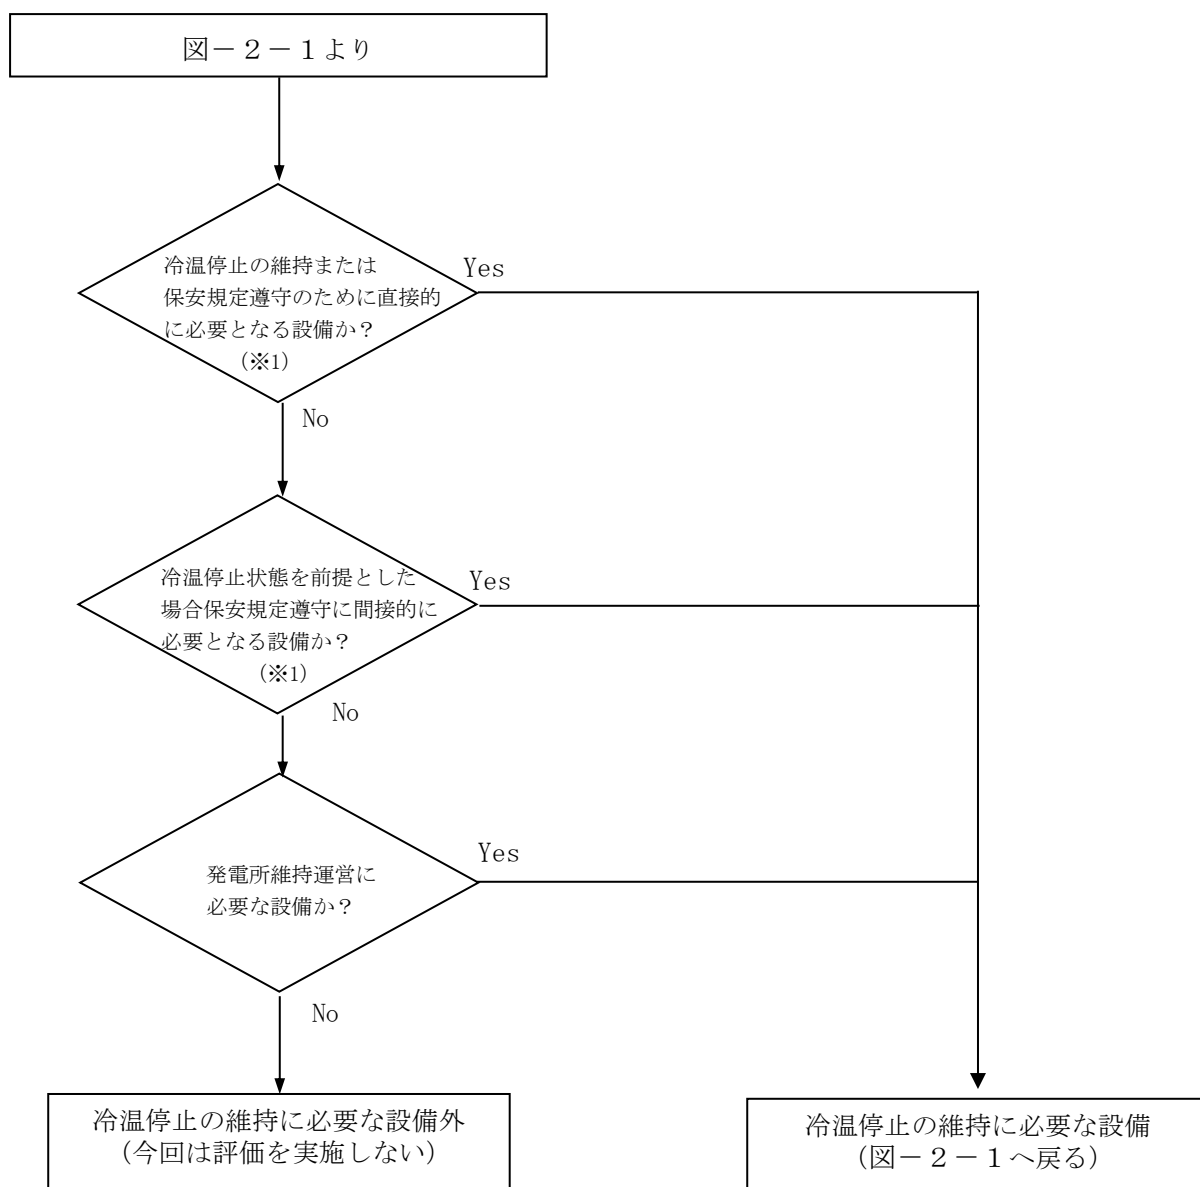 図－２－１より
冷温停止の維持または
保安規定遵守のために直接的
に必要となる設備か？
(※1)
Yes
No
冷温停止状態を前提とした
場合保安規定遵守に間接的に
必要となる設備か？
(※1)
Yes
No
発電所維持運営に
必要な設備か？
Yes
No
冷温停止の維持に必要な設備外
（今回は評価を実施しない）
冷温停止の維持に必要な設備
（図－２－１へ戻る）